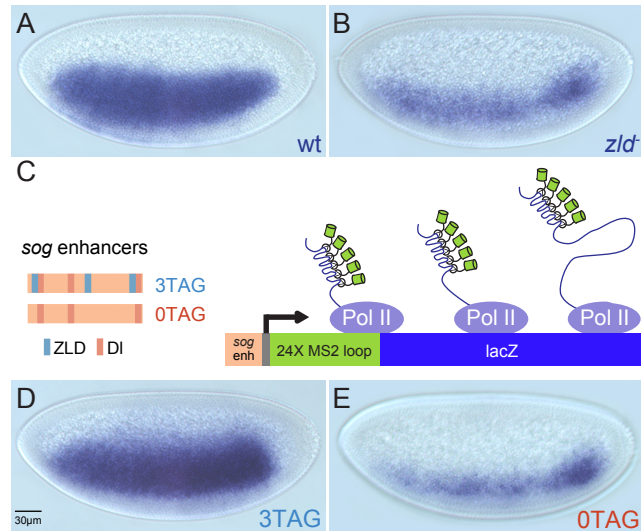 A
B
wt
zld-
C
sog enhancers
3TAG
0TAG
ZLD
Dl
Pol II
Pol II
Pol II
sog
enh
24X MS2 loop
lacZ
D
E
30µm
3TAG
0TAG